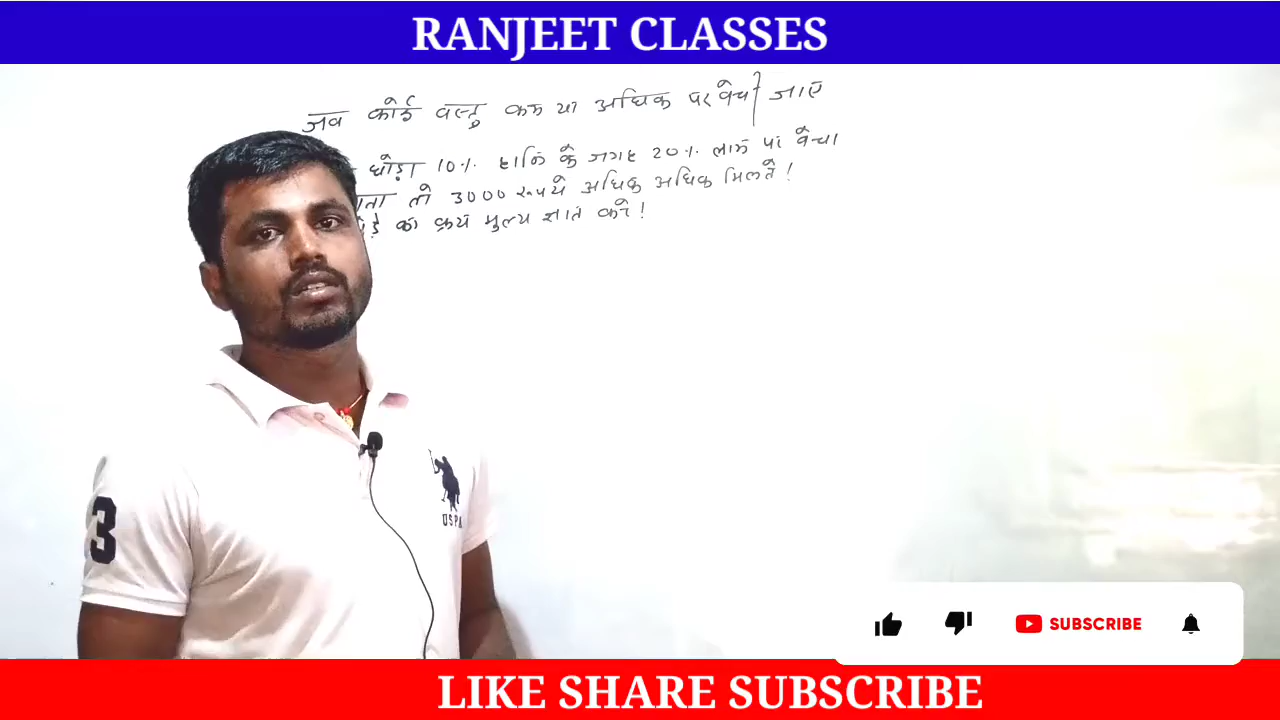 RANJEET CLASSES
जब कोई वस्तु कम या अधिक पर बेची जाए
घोड़ा 10% हानि के जगह 20% लाभ पर बेचा
ता तो 3000 रूपये अधिक अधिक मिलते!
ड़े का क्रय मुल्य ज्ञात करें!
3
USPA
SUBSCRIBE
LIKE SHARE SUBSCRIBE